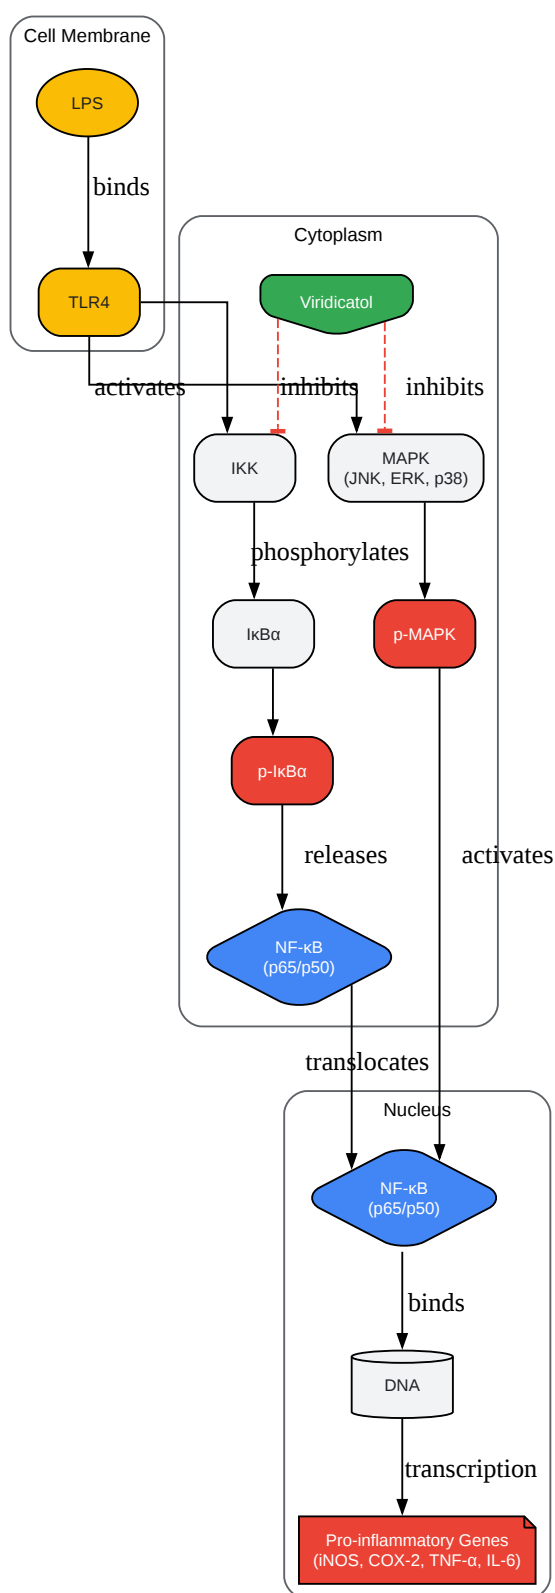 Cell Membrane
LPS
binds
TLR4
Cytoplasm
Viridicatol
activates
inhibits
inhibits
IKK
MAPK
(JNK, ERK, p38)
phosphorylates
IκBα
p-MAPK
p-IκBα
releases
activates
NF-κB
(p65/p50)
translocates
Nucleus
NF-κB
(p65/p50)
binds
DNA
transcription
Pro-inflammatory Genes
(iNOS, COX-2, TNF-α, IL-6)